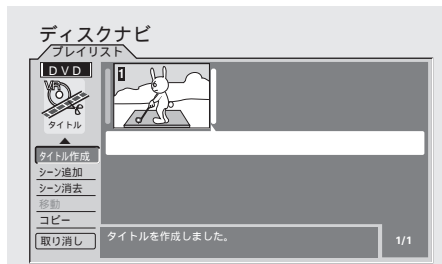 ディスクナビ
プレイリスト
DVD
VR
タイトル
タイトル作成
シーン追加
シーン消去
移動
コピー
取り消し
1
タイトルを作成しました。
1/1